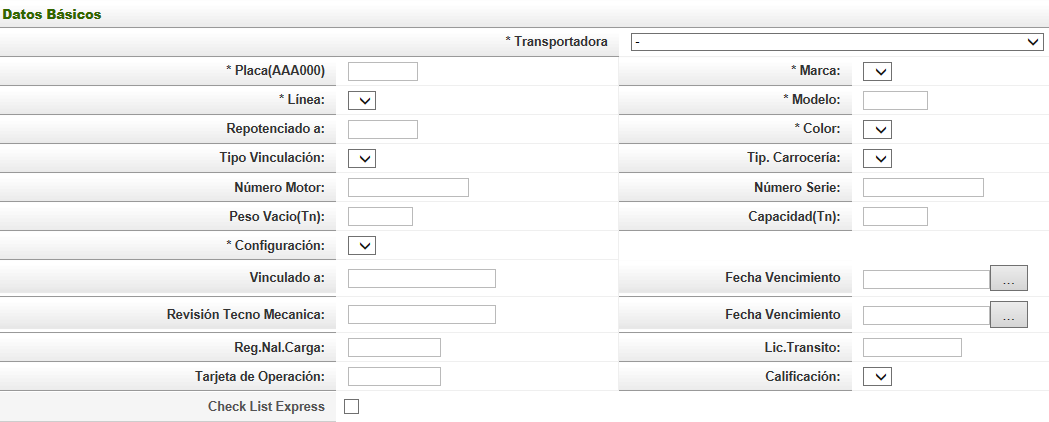 Datos Básicos
* Transportadora -
* Placa(AAA000) * Marca:
* Línea: * Modelo:
Repotenciado a: * Color:
Tipo Vinculación: Tip. Carrocería:
Número Motor: Número Serie:
Peso Vacio(Tn): Capacidad(Tn):
* Configuración:
Vinculado a: Fecha Vencimiento ...
Revisión Tecno Mecanica: Fecha Vencimiento ...
Reg.Nal.Carga: Lic.Transito:
Tarjeta de Operación: Calificación:
Check List Express